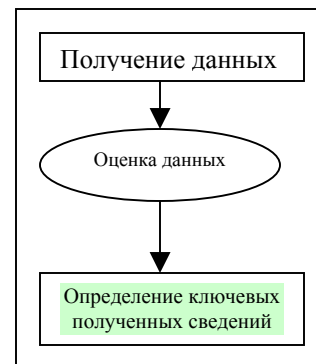 Получение данных
Оценка данных
Определение ключевых
полученных сведений